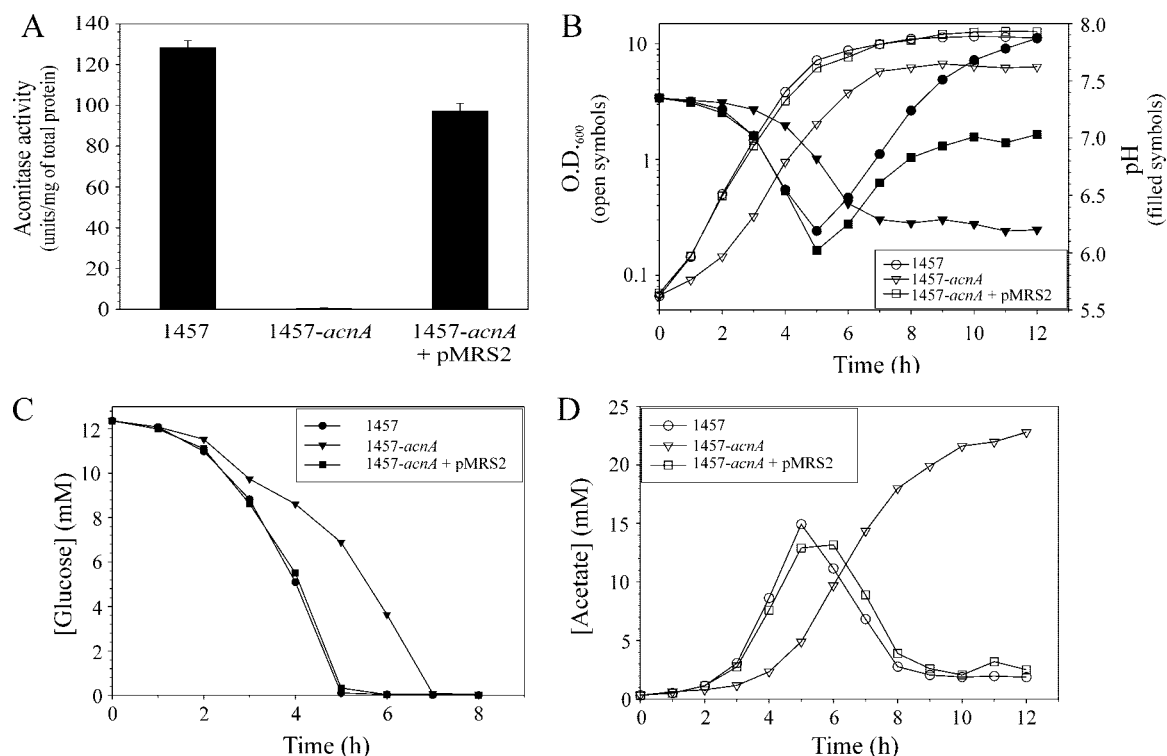 A
Aconitase activity
(units/mg of total protein)
140
120
100
80
60
40
20
0
1457
1457-acnA
1457-acnA
+ pMRS2
B
O.D.600
(open symbols)
10
1
0.1
8.0
7.5
7.0
6.5
6.0
5.5
pH
(filled symbols)
1457
1457-acnA
1457-acnA + pMRS2
0 2 4 6 8 10 12
Time (h)
C
[Glucose] (mM)
12
10
8
6
4
2
0
1457
1457-acnA
1457-acnA + pMRS2
0 2 4 6 8
Time (h)
D
[Acetate] (mM)
25
20
15
10
5
0
1457
1457-acnA
1457-acnA + pMRS2
0 2 4 6 8 10 12
Time (h)